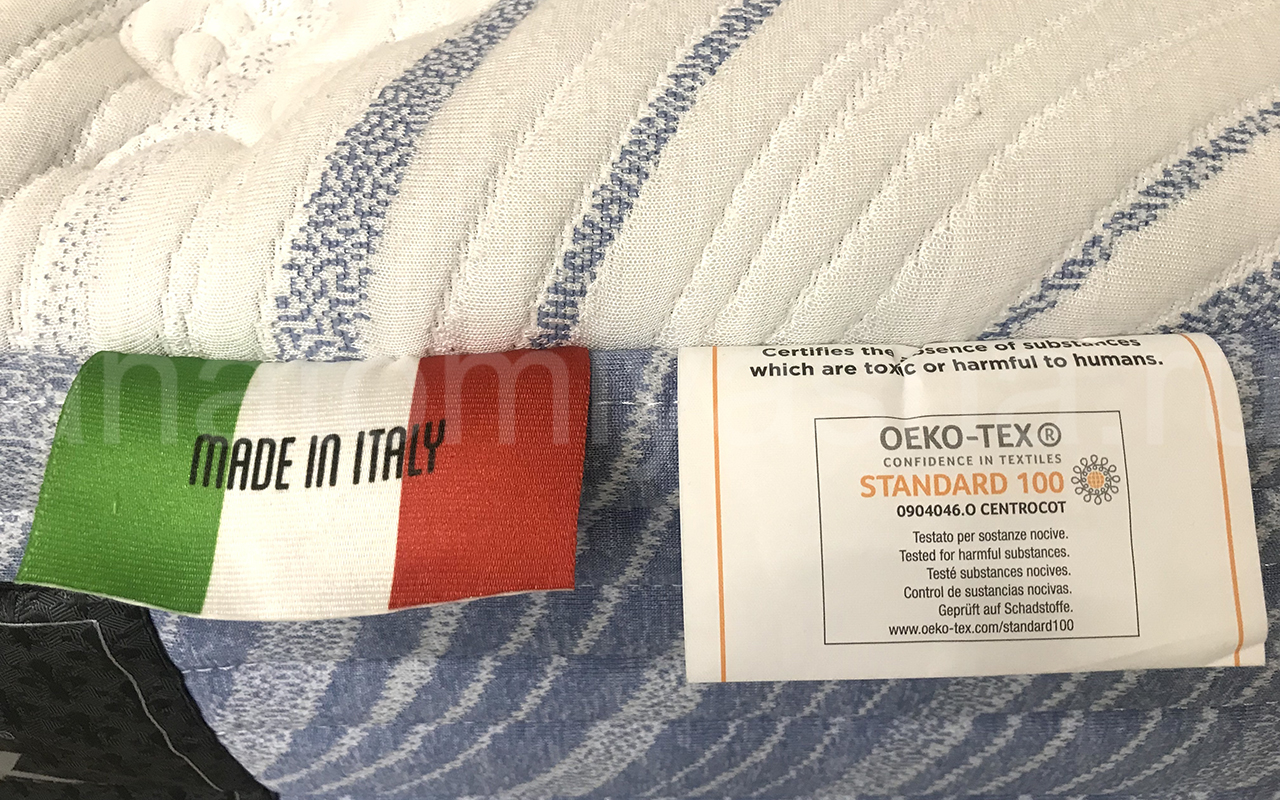 MADE IN ITALY
Certifies the of substances
which are toxic or harmful to humans.
OEKO-TEX®
CONFIDENCE IN TEXTILES
STANDARD 100
0904046.O CENTROCOT
Testato per sostanze nocive.
Tested for harmful substances.
Testé substances nocives.
Control de sustancias nocivas.
Geprüft auf Schadstoffe.
www.oeko-tex.com/standard100